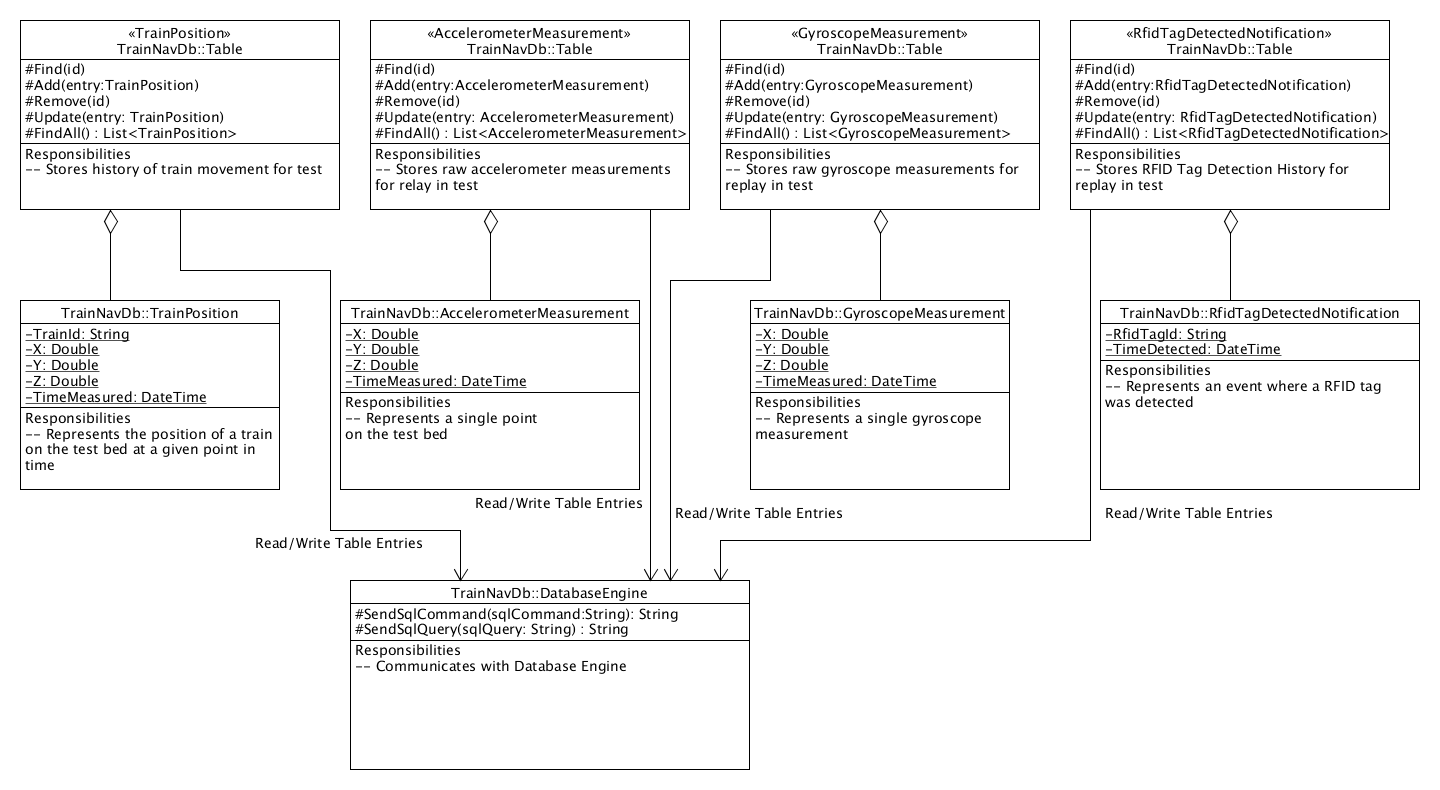 «TrainPosition»
TrainNavDb::Table
#Find(id)
#Add(entry:TrainPosition)
#Remove(id)
#Update(entry: TrainPosition)
#FindAll() : List<TrainPosition>
Responsibilities
-- Stores history of train movement for test
«AccelerometerMeasurement»
TrainNavDb::Table
#Find(id)
#Add(entry:AccelerometerMeasurement)
#Remove(id)
#Update(entry: AccelerometerMeasurement)
#FindAll() : List<AccelerometerMeasurement>
Responsibilities
-- Stores raw accelerometer measurements
for relay in test
«GyroscopeMeasurement»
TrainNavDb::Table
#Find(id)
#Add(entry:GyroscopeMeasurement)
#Remove(id)
#Update(entry: GyroscopeMeasurement)
#FindAll() : List<GyroscopeMeasurement>
Responsibilities
-- Stores raw gyroscope measurements for
replay in test
«RfidTagDetectedNotification»
TrainNavDb::Table
#Find(id)
#Add(entry:RfidTagDetectedNotification)
#Remove(id)
#Update(entry: RfidTagDetectedNotification)
#FindAll() : List<RfidTagDetectedNotification>
Responsibilities
-- Stores RFID Tag Detection History for
replay in test
TrainNavDb::TrainPosition
-TrainId: String
-X: Double
-Y: Double
-Z: Double
-TimeMeasured: DateTime
Responsibilities
-- Represents the position of a train
on the test bed at a given point in
time
TrainNavDb::AccelerometerMeasurement
-X: Double
-Y: Double
-Z: Double
-TimeMeasured: DateTime
Responsibilities
-- Represents a single point
on the test bed
TrainNavDb::GyroscopeMeasurement
-X: Double
-Y: Double
-Z: Double
-TimeMeasured: DateTime
Responsibilities
-- Represents a single gyroscope
measurement
TrainNavDb::RfidTagDetectedNotification
-RfidTagId: String
-TimeDetected: DateTime
Responsibilities
-- Represents an event where a RFID tag
was detected
Read/Write Table Entries
Read/Write Table Entries
Read/Write Table Entries
Read/Write Table Entries
TrainNavDb::DatabaseEngine
#SendSqlCommand(sqlCommand:String): String
#SendSqlQuery(sqlQuery: String) : String
Responsibilities
-- Communicates with Database Engine